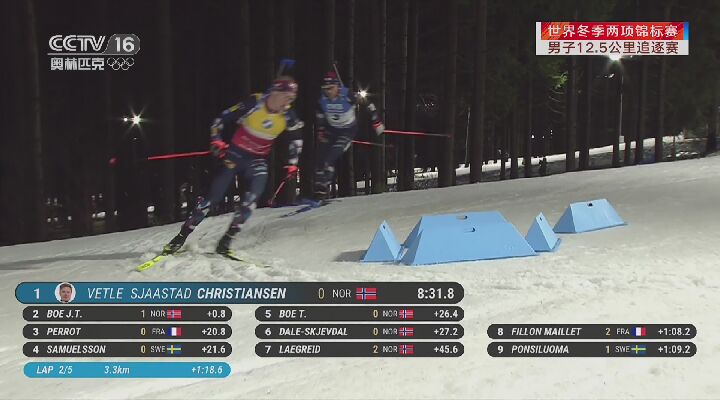 CCTV 16
奥林匹克
世界冬季两项锦标赛
男子12.5公里追逐赛
1 VETLE SJAASTAD CHRISTIANSEN 0 NOR 8:31.8
2 BOE J.T. 1 NOR +0.8
3 PERROT 0 FRA +20.8
4 SAMUELSSON 0 SWE +21.6
5 BOE T. 0 NOR +26.4
6 DALE-SKJEVDAL 0 NOR +27.2
7 LAEGREID 2 NOR +45.6
8 FILLON MAILLET 2 FRA +1:08.2
9 PONSILUOMA 1 SWE +1:09.2
LAP 2/5 3.3km +1:18.6